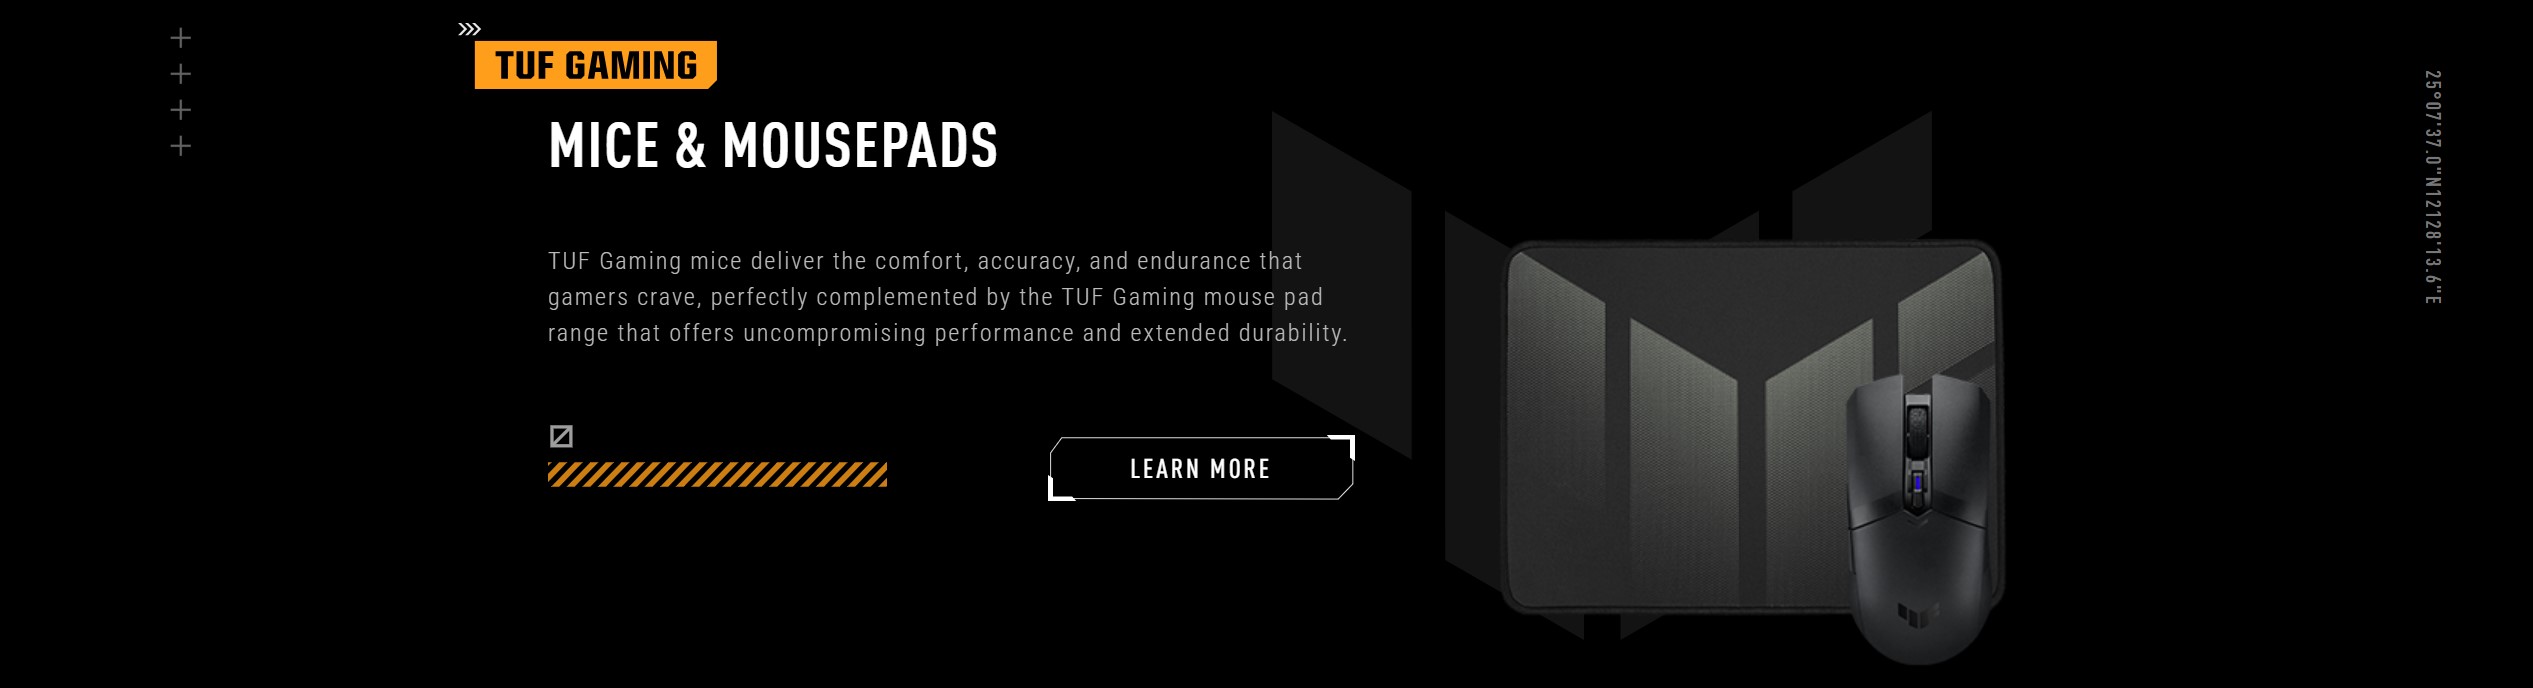 TUF GAMING
MICE & MOUSEPADS
TUF Gaming mice deliver the comfort, accuracy, and endurance that
gamers crave, perfectly complemented by the TUF Gaming mouse pad
range that offers uncompromising performance and extended durability.
LEARN MORE
25°07'37.0"N12128'13.6"E